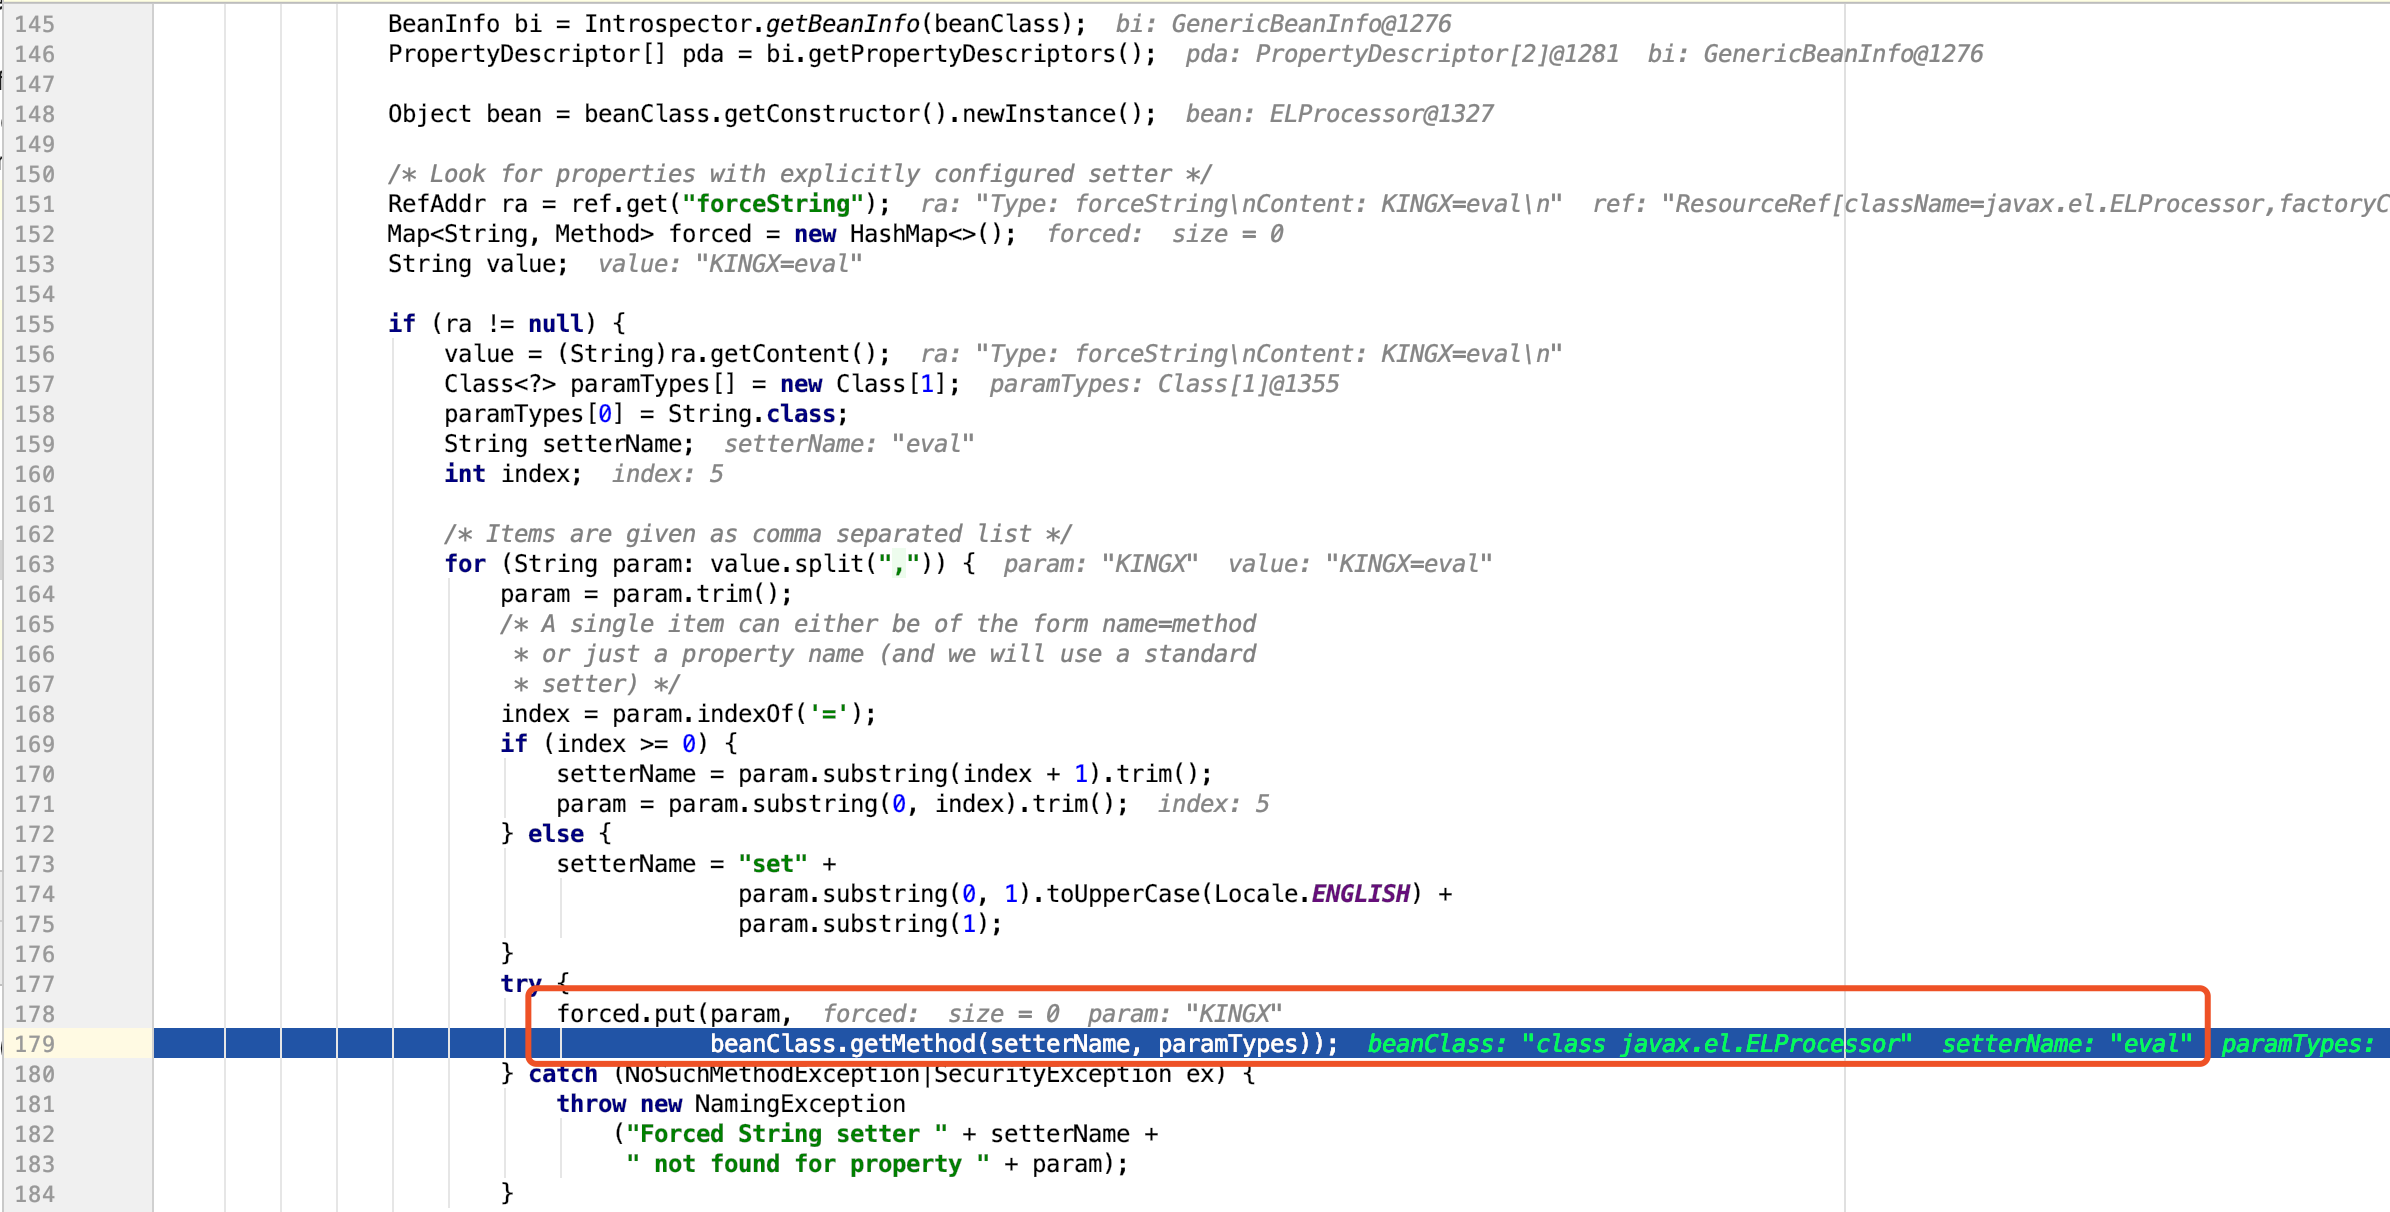 145 BeanInfo bi = Introspector.getBeanInfo(beanClass); bi: GenericBeanInfo@1276
146 PropertyDescriptor[] pda = bi.getPropertyDescriptors(); pda: PropertyDescriptor[2]@1281 bi: GenericBeanInfo@1276
147
148 Object bean = beanClass.getConstructor().newInstance(); bean: ELProcessor@1327
149
150 /* Look for properties with explicitly configured setter */
151 RefAddr ra = ref.get("forceString"); ra: "Type: forceString\nContent: KINGX=eval\n" ref: "ResourceRef[className=javax.el.ELProcessor,factoryC
152 Map<String, Method> forced = new HashMap<>(); forced: size = 0
153 String value; value: "KINGX=eval"
154
155 if (ra != null) {
156 value = (String)ra.getContent(); ra: "Type: forceString\nContent: KINGX=eval\n"
157 Class<?> paramTypes[] = new Class[1]; paramTypes: Class[1]@1355
158 paramTypes[0] = String.class;
159 String setterName; setterName: "eval"
160 int index; index: 5
161
162 /* Items are given as comma separated list */
163 for (String param: value.split(",")) { param: "KINGX" value: "KINGX=eval"
164 param = param.trim();
165 /* A single item can either be of the form name=method
166 * or just a property name (and we will use a standard
167 * setter) */
168 index = param.indexOf('=');
169 if (index >= 0) {
170 setterName = param.substring(index + 1).trim();
171 param = param.substring(0, index).trim(); index: 5
172 } else {
173 setterName = "set" +
174 param.substring(0, 1).toUpperCase(Locale.ENGLISH) +
175 param.substring(1);
176 }
177 try {
178 forced.put(param, forced: size = 0 param: "KINGX"
179 beanClass.getMethod(setterName, paramTypes)); beanClass: "class javax.el.ELProcessor" setterName: "eval" paramTypes:
180 } catch (NoSuchMethodException|SecurityException ex) {
181 throw new NamingException
182 ("Forced String setter " + setterName +
183 " not found for property " + param);
184 }